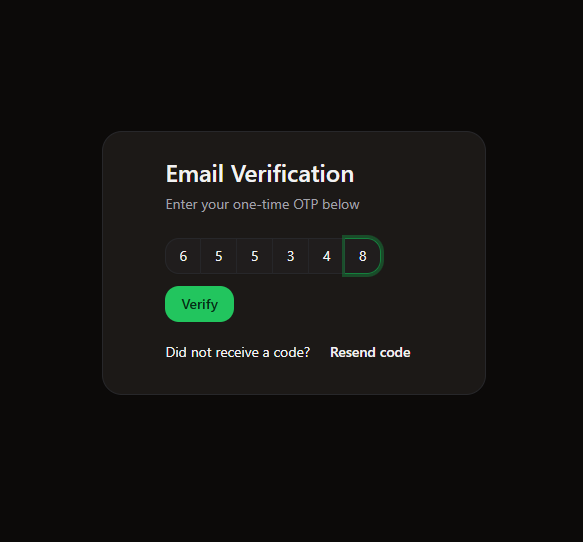 Email Verification
Enter your one-time OTP below
6 5 5 3 4 8
Verify
Did not receive a code? Resend code